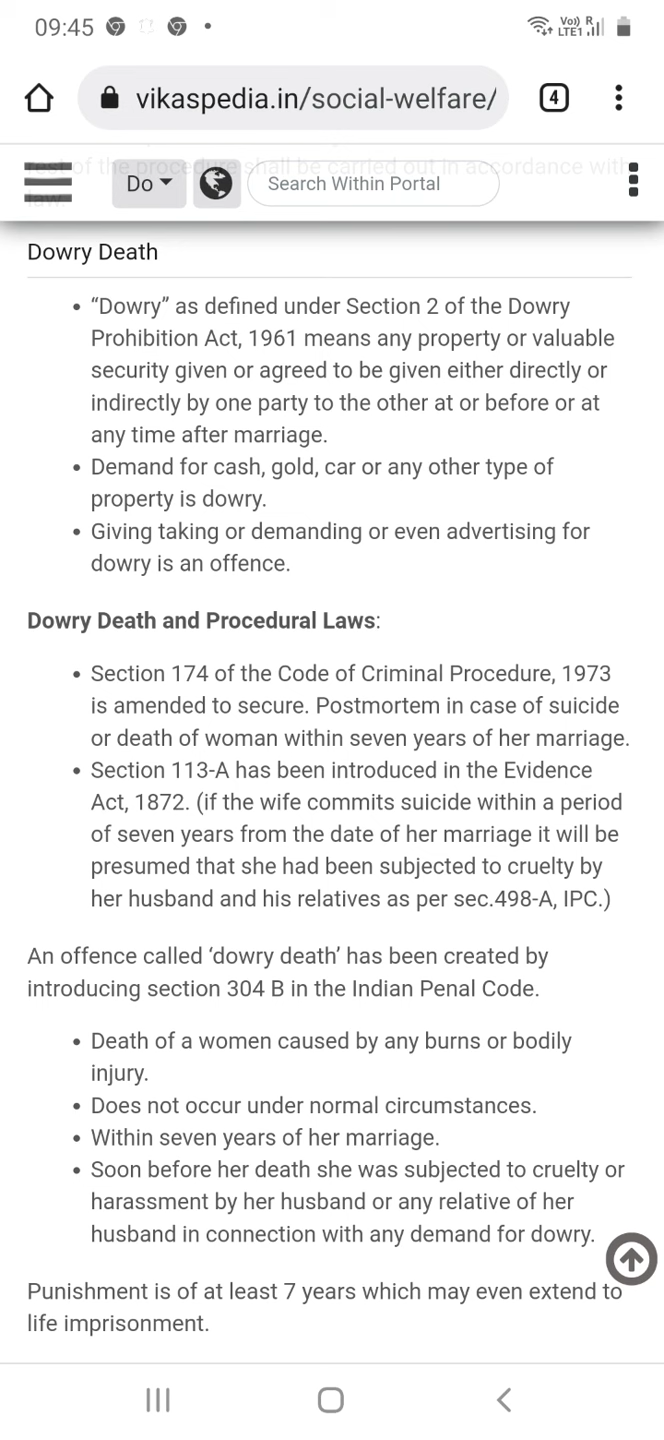 09:45
Vo)) R
LTE1
vikaspedia.in/social-welfare/
4
rest of the procedure shall be carried out in accordance with
law.
Do
Search Within Portal
Dowry Death
• “Dowry” as defined under Section 2 of the Dowry
Prohibition Act, 1961 means any property or valuable
security given or agreed to be given either directly or
indirectly by one party to the other at or before or at
any time after marriage.
• Demand for cash, gold, car or any other type of
property is dowry.
• Giving taking or demanding or even advertising for
dowry is an offence.
Dowry Death and Procedural Laws:
• Section 174 of the Code of Criminal Procedure, 1973
is amended to secure. Postmortem in case of suicide
or death of woman within seven years of her marriage.
• Section 113-A has been introduced in the Evidence
Act, 1872. (if the wife commits suicide within a period
of seven years from the date of her marriage it will be
presumed that she had been subjected to cruelty by
her husband and his relatives as per sec.498-A, IPC.)
An offence called ‘dowry death’ has been created by
introducing section 304 B in the Indian Penal Code.
• Death of a women caused by any burns or bodily
injury.
• Does not occur under normal circumstances.
• Within seven years of her marriage.
• Soon before her death she was subjected to cruelty or
harassment by her husband or any relative of her
husband in connection with any demand for dowry.
Punishment is of at least 7 years which may even extend to
life imprisonment.